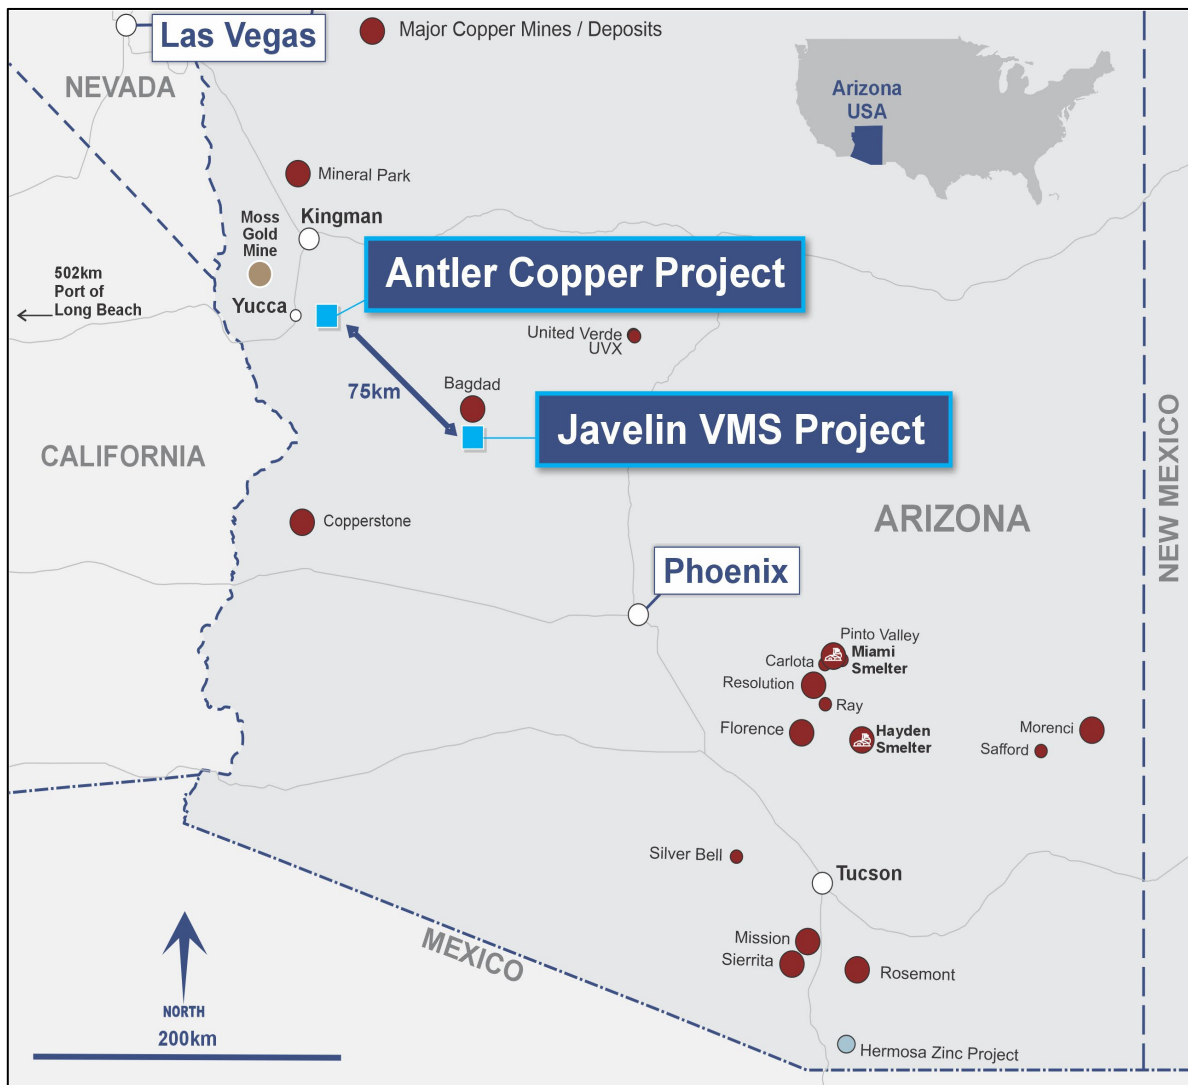 Las Vegas
Major Copper Mines / Deposits
NEVADA
Arizona
USA
Mineral Park
Moss
Gold
Mine
Kingman
Antler Copper Project
502km
Port of
Long Beach
Yucca
United Verde
UVX
75km
Bagdad
Javelin VMS Project
CALIFORNIA
NEW MEXICO
ARIZONA
Copperstone
Phoenix
Pinto Valley
Carlota
Miami
Smelter
Resolution
Ray
Florence
Hayden
Smelter
Morenci
Safford
Silver Bell
Tucson
MEXICO
Mission
Sierrita
Rosemont
NORTH
200km
Hermosa Zinc Project